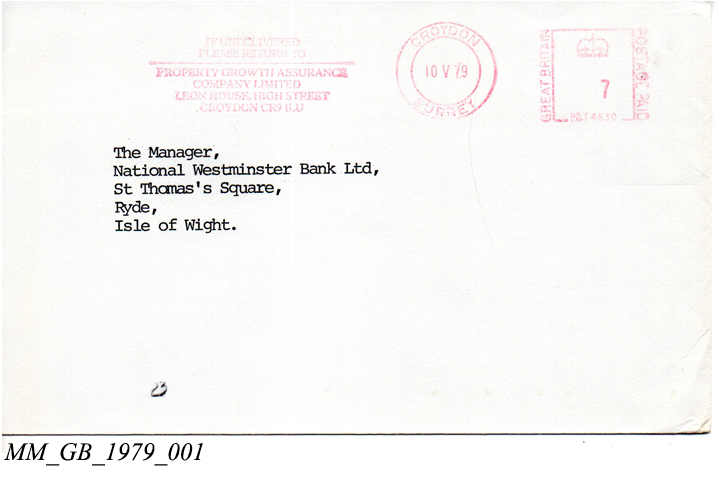 IF UNDELIVERED
PLEASE RETURN TO
PROPERTY GROWTH ASSURANCE
COMPANY LIMITED
LEON HOUSE, HIGH STREET
CROYDON CR9
CROYDON
10 V 79
SURREY
GREAT BRITAIN
7
POSTAGE PAID
4630
The Manager,
National Westminster Bank Ltd,
St Thomas's Square,
Ryde,
Isle of Wight.
MM_GB_1979_001